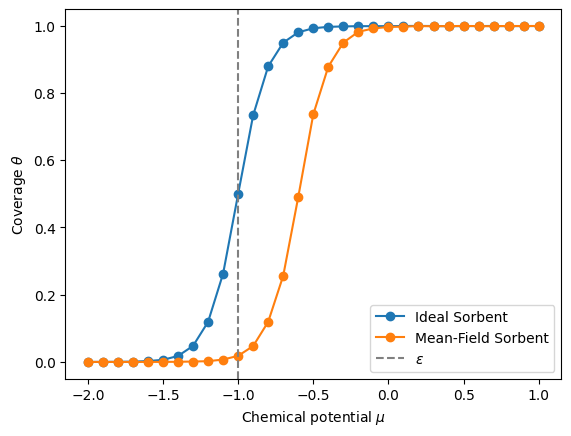 1.0
0.8
0.6
0.4
0.2
0.0
Coverage θ
Ideal Sorbent
Mean-Field Sorbent
ε
−2.0 −1.5 −1.0 −0.5 0.0 0.5 1.0
Chemical potential μ